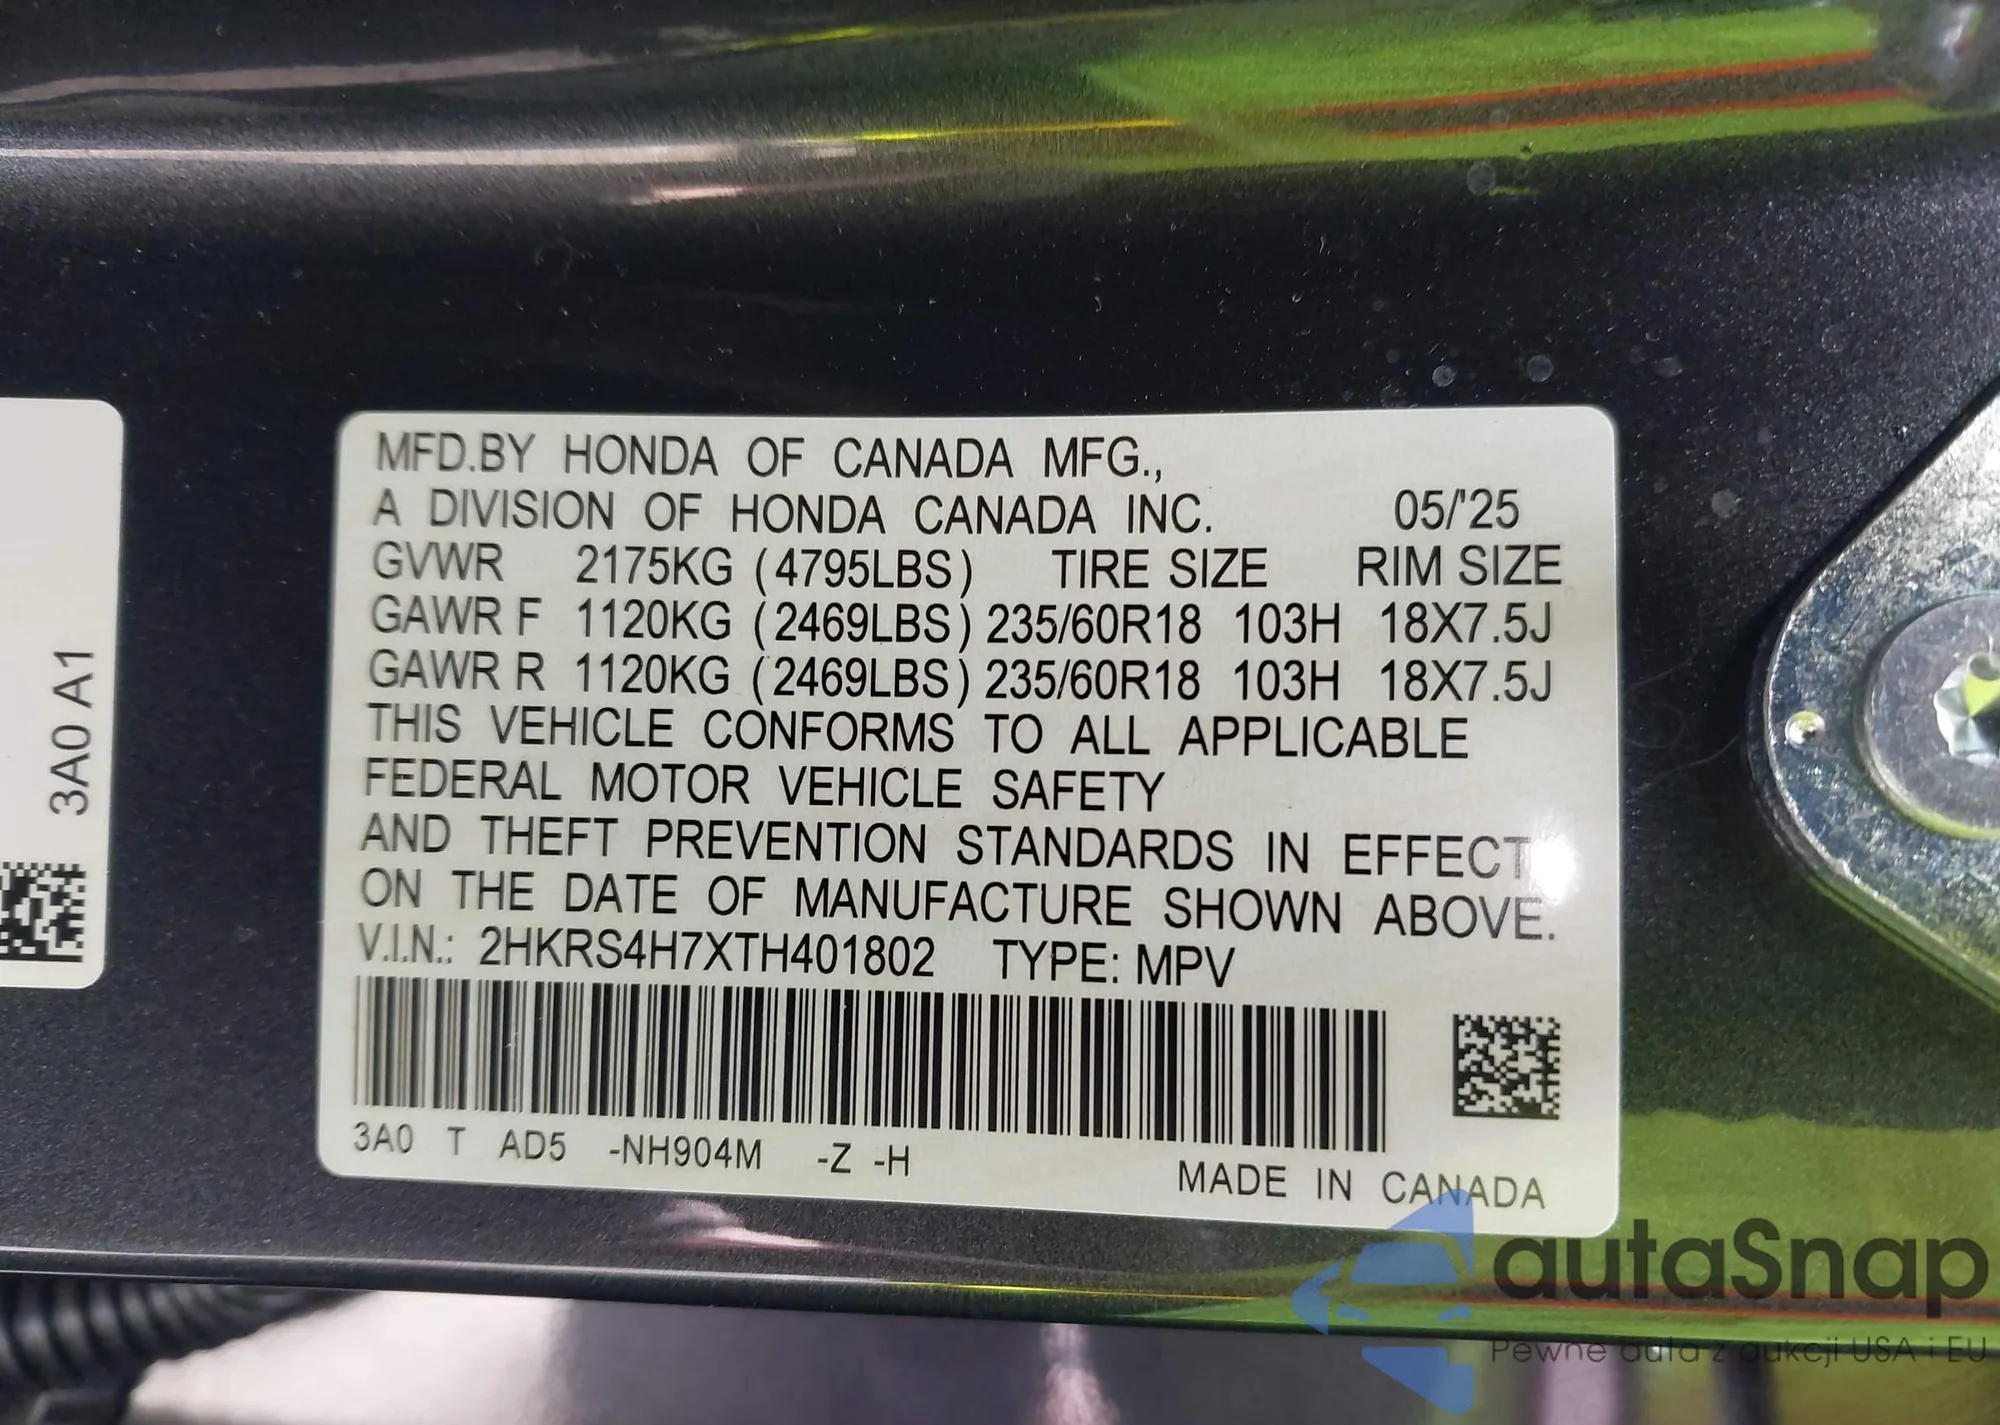 MFD.BY HONDA OF CANADA MFG.,
A DIVISION OF HONDA CANADA INC. 05/'25
GVWR 2175KG (4795LBS) TIRE SIZE RIM SIZE
GAWR F 1120KG (2469LBS) 235/60R18 103H 18X7.5J
GAWR R 1120KG (2469LBS) 235/60R18 103H 18X7.5J
THIS VEHICLE CONFORMS TO ALL APPLICABLE
FEDERAL MOTOR VEHICLE SAFETY
AND THEFT PREVENTION STANDARDS IN EFFECT
ON THE DATE OF MANUFACTURE SHOWN ABOVE.
V.I.N.: 2HKRS4H7XTH401802 TYPE: MPV
3A0 T AD5 -NH904M -Z -H
MADE IN CANADA
3A0 A1
autaSnap
Pewne auta z aukcji USA i EU